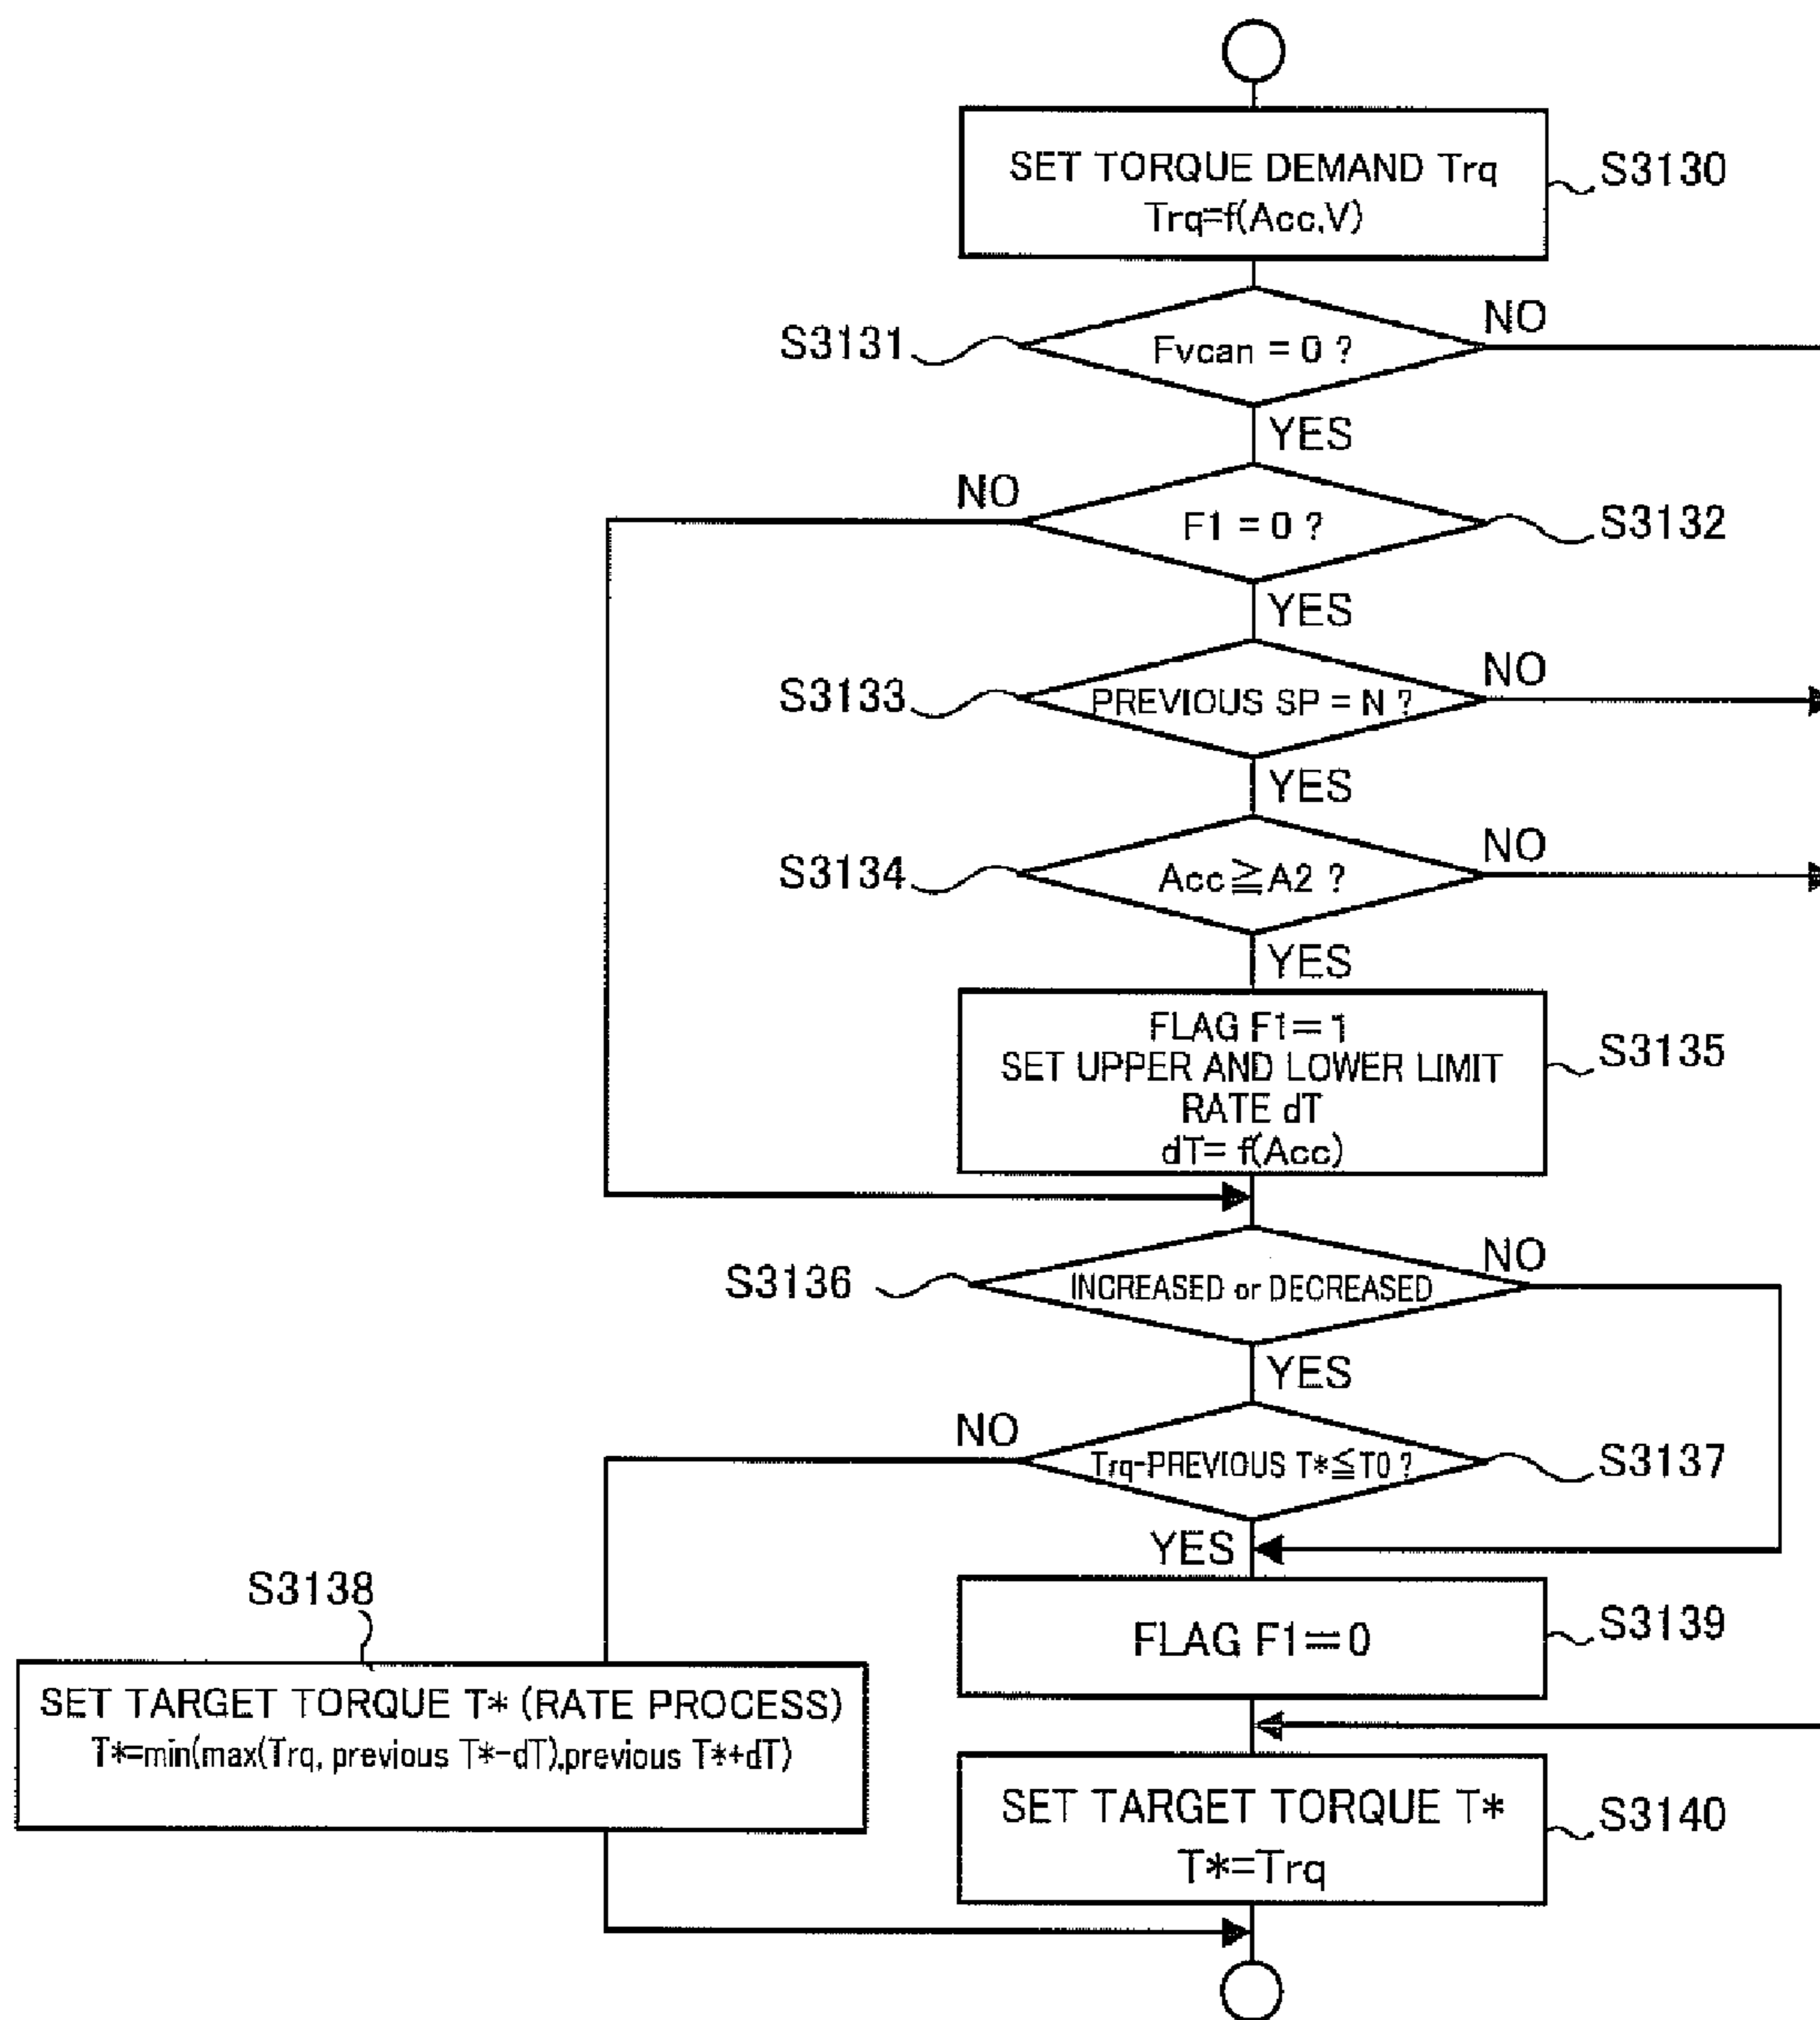 SET TORQUE DEMAND Trq
Trq=f(Acc,V)
S3130
S3131
Fvcan = 0 ?
NO
YES
NO
F1 = 0 ?
S3132
YES
S3133
PREVIOUS SP = N ?
NO
YES
S3134
Acc≧A2 ?
NO
YES
FLAG F1=1
SET UPPER AND LOWER LIMIT
RATE dT
dT= f(Acc)
S3135
S3136
INCREASED or DECREASED
NO
YES
NO
Trq-PREVIOUS T*≦T0 ?
S3137
YES
S3138
FLAG F1=0
S3139
SET TARGET TORQUE T* (RATE PROCESS)
T*=min(max(Trq, previous T*-dT),previous T*+dT)
SET TARGET TORQUE T*
T*=Trq
S3140